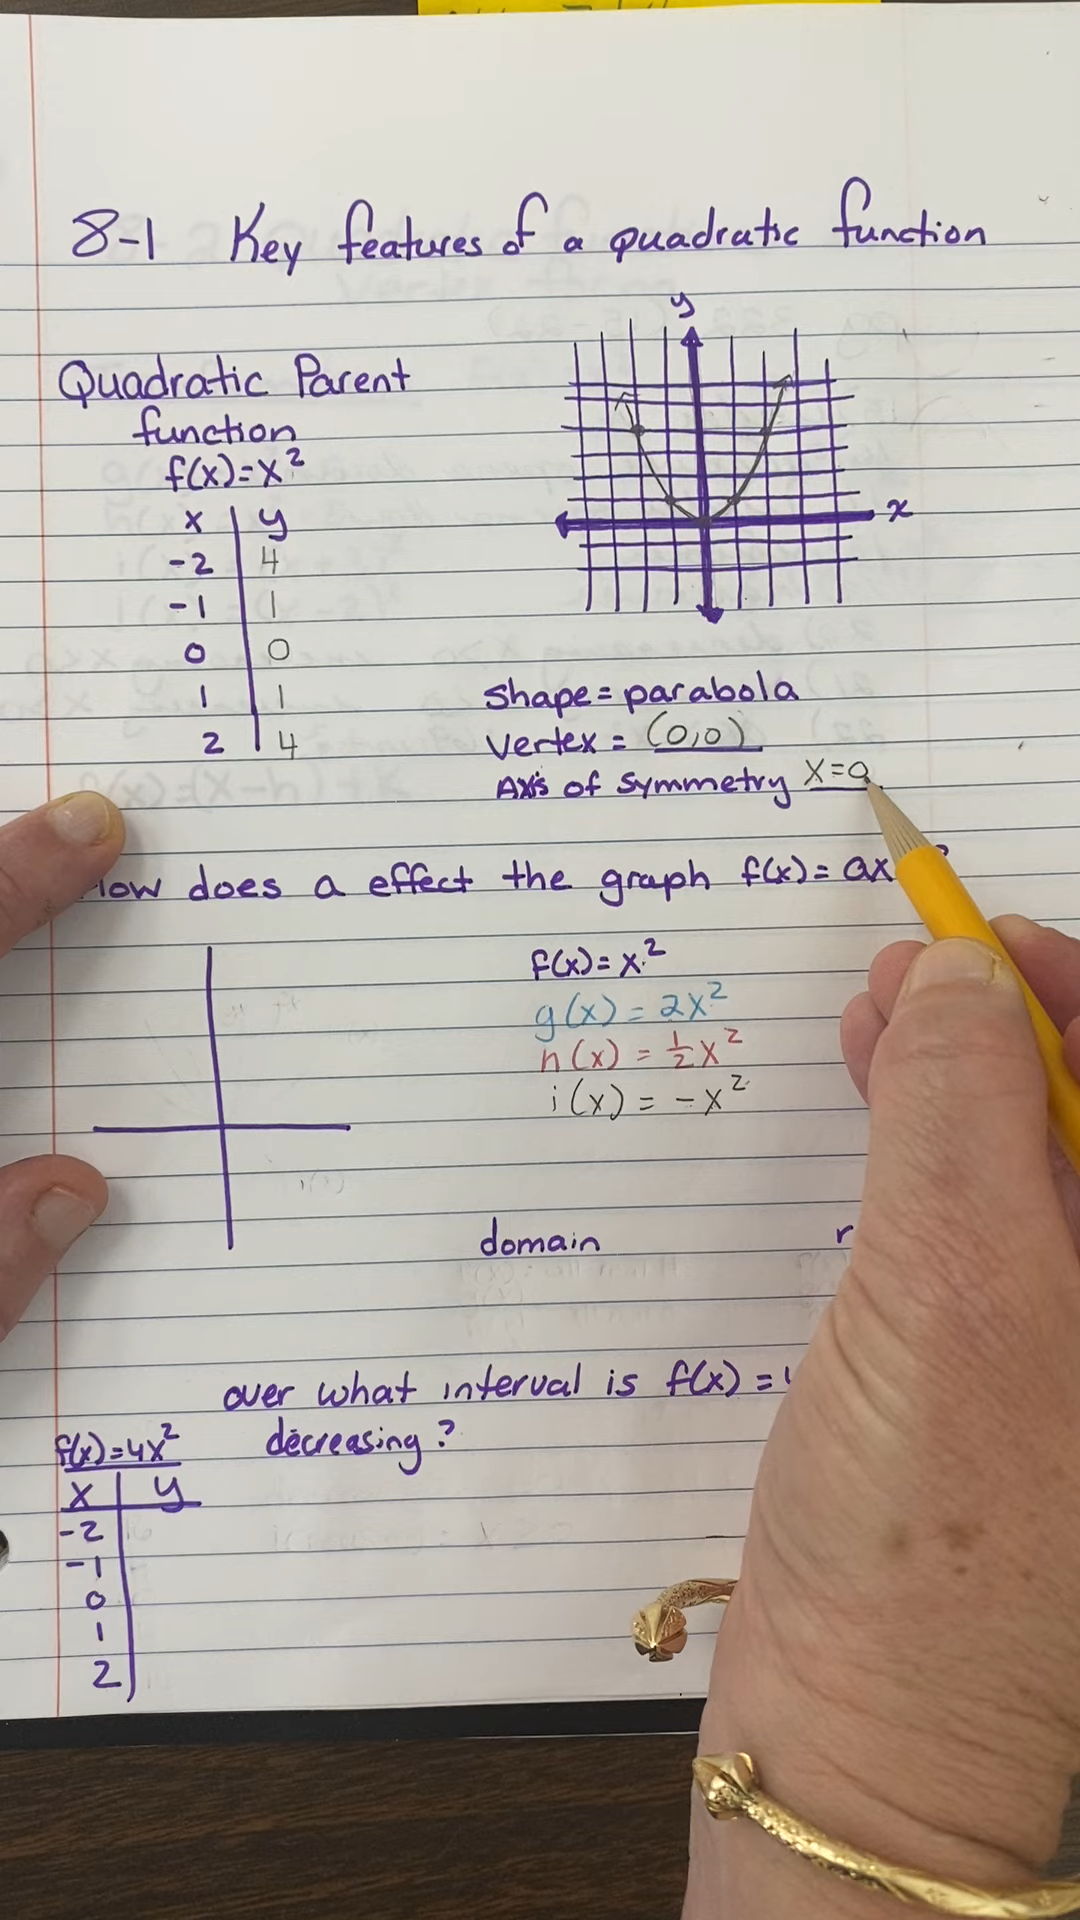 8-1 Key features of a quadratic function
y
x
Quadratic Parent
function
f(x)=x²
x y
-2 4
-1 1
0 0
1 1
2 4
Shape = parabola
Vertex = (0,0)
Axis of Symmetry X=0
How does a effect the graph f(x)= ax
f(x)= x²
g(x) = 2x²
h(x) = ½x²
i(x) = -x²
domain
over what interval is f(x) =
decreasing?
f(x)=4x²
x y
-2
-1
0
1
2